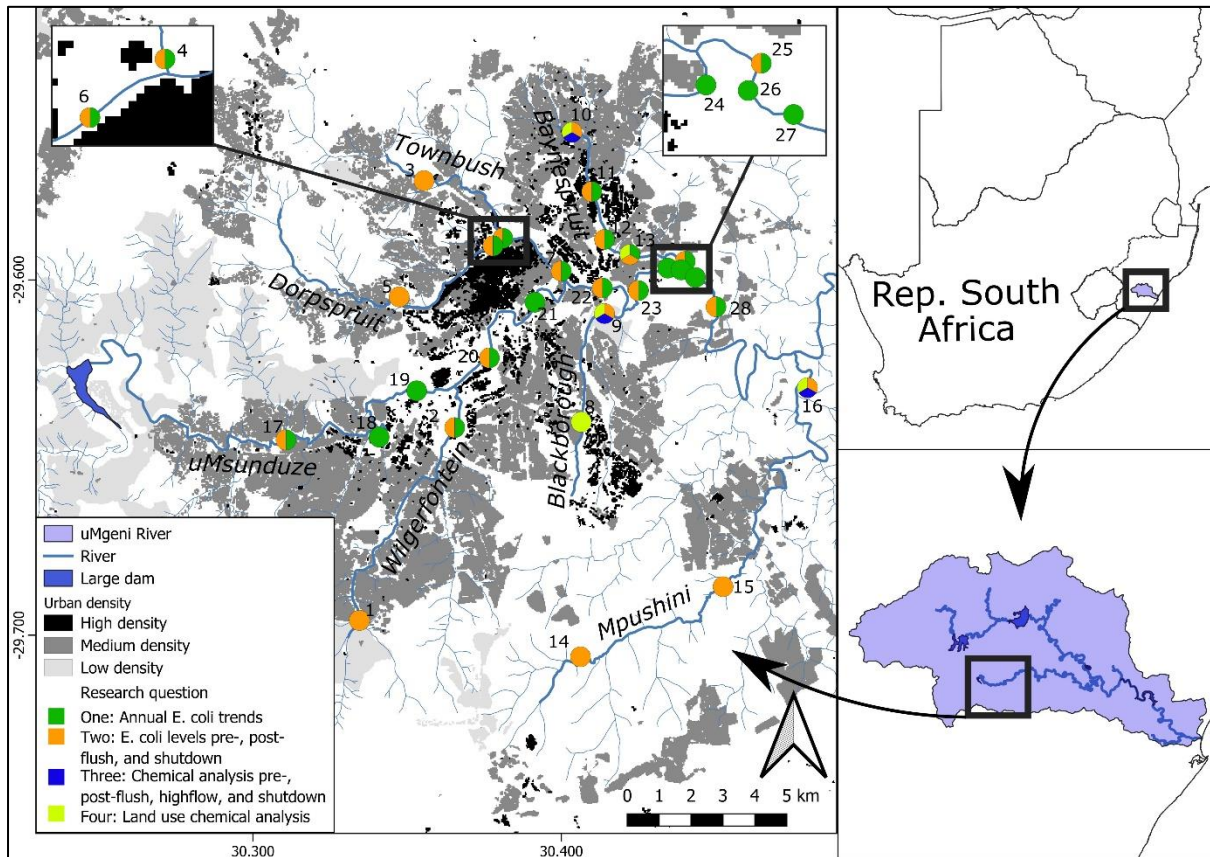 4
6
25
24
26
27
10
Baynespruit
Townbush
3
11
12
13
7
-29.600
Dorpspruit
5
22
23
28
21
9
20
19
16
2
8
18
17
uMsunduze
Blackborough
Wilgerfontein
15
Mpushini
1
14
-29.700
uMgeni River
River
Large dam
Urban density
High density
Medium density
Low density
Research question
One: Annual E. coli trends
Two: E. coli levels pre-, post-
flush, and shutdown
Three: Chemical analysis pre-,
post-flush, highflow, and shutdown
Four: Land use chemical analysis
0 1 2 3 4 5 km
30.300
30.400
Rep. South
Africa